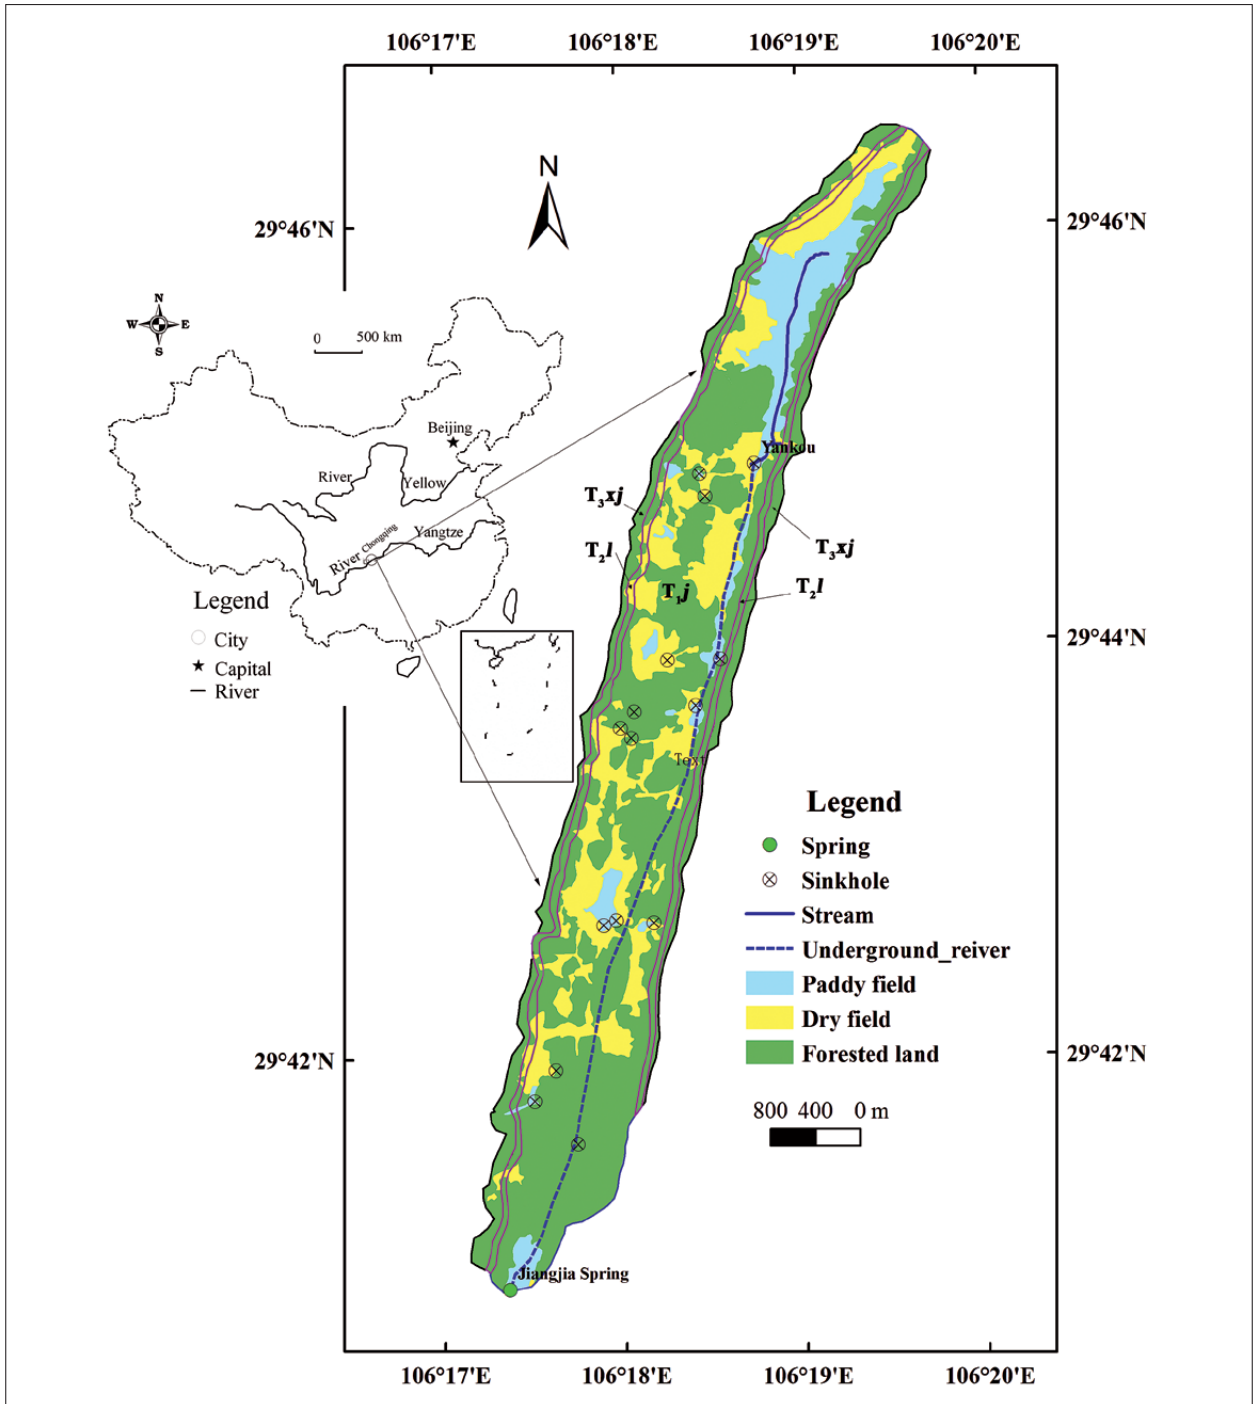 106°17'E 106°18'E 106°19'E 106°20'E
N
29°46'N
29°46'N
N
W E
S
0 500 km
Beijing
River
Yellow
Chongqing
Yangtze
River
Legend
City
Capital
River
Yankou
T3xj
T3xj
T2l
T2l
T1j
29°44'N
Text
Legend
Spring
Sinkhole
Stream
Underground_reiver
Paddy field
Dry field
Forested land
29°42'N
29°42'N
800 400 0 m
Jiangjia Spring
106°17'E 106°18'E 106°19'E 106°20'E